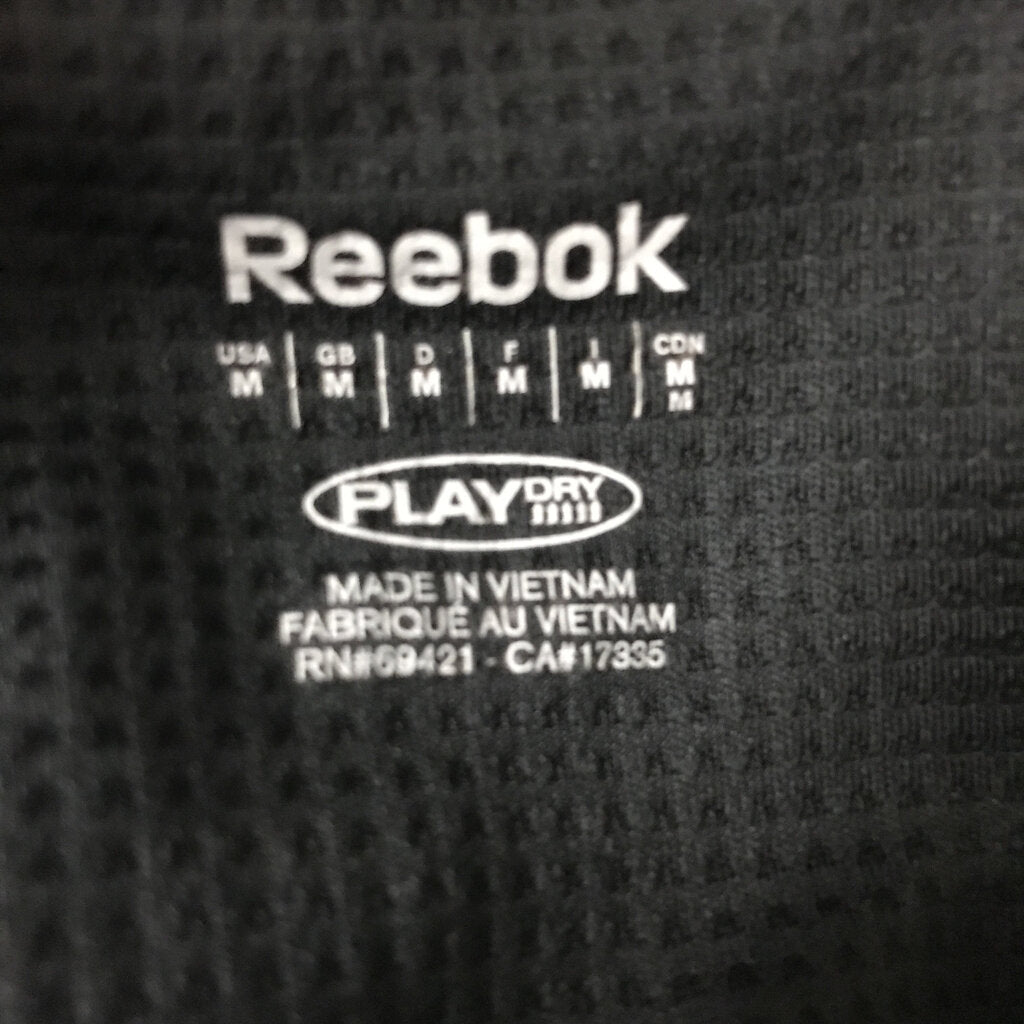 Reebok
USA GB D F I CDN
M M M M M M
M
PLAY DRY
MADE IN VIETNAM
FABRIQUÉ AU VIETNAM
RN#69421 - CA#17335